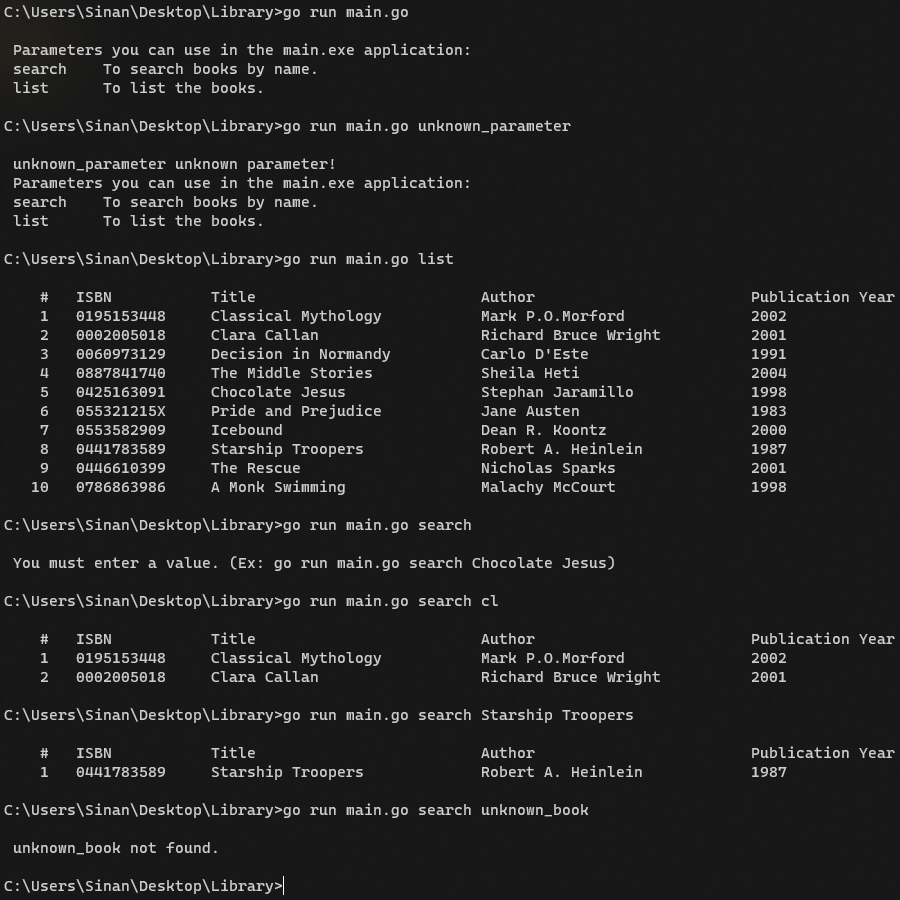 C:\Users\Sinan\Desktop\Library>go run main.go
Parameters you can use in the main.exe application:
search    To search books by name.
list      To list the books.
C:\Users\Sinan\Desktop\Library>go run main.go unknown_parameter
unknown_parameter unknown parameter!
Parameters you can use in the main.exe application:
search    To search books by name.
list      To list the books.
C:\Users\Sinan\Desktop\Library>go run main.go list
#   ISBN           Title                         Author                        Publication Year
1   0195153448     Classical Mythology           Mark P.O.Morford              2002
2   0002005018     Clara Callan                  Richard Bruce Wright          2001
3   0060973129     Decision in Normandy          Carlo D'Este                  1991
4   0887841740     The Middle Stories            Sheila Heti                   2004
5   0425163091     Chocolate Jesus               Stephan Jaramillo             1998
6   055321215X     Pride and Prejudice           Jane Austen                   1983
7   0553582909     Icebound                      Dean R. Koontz                2000
8   0441783589     Starship Troopers             Robert A. Heinlein            1987
9   0446610399     The Rescue                    Nicholas Sparks               2001
10   0786863986     A Monk Swimming               Malachy McCourt               1998
C:\Users\Sinan\Desktop\Library>go run main.go search
You must enter a value. (Ex: go run main.go search Chocolate Jesus)
C:\Users\Sinan\Desktop\Library>go run main.go search cl
#   ISBN           Title                         Author                        Publication Year
1   0195153448     Classical Mythology           Mark P.O.Morford              2002
2   0002005018     Clara Callan                  Richard Bruce Wright          2001
C:\Users\Sinan\Desktop\Library>go run main.go search Starship Troopers
#   ISBN           Title                         Author                        Publication Year
1   0441783589     Starship Troopers             Robert A. Heinlein            1987
C:\Users\Sinan\Desktop\Library>go run main.go search unknown_book
unknown_book not found.
C:\Users\Sinan\Desktop\Library>